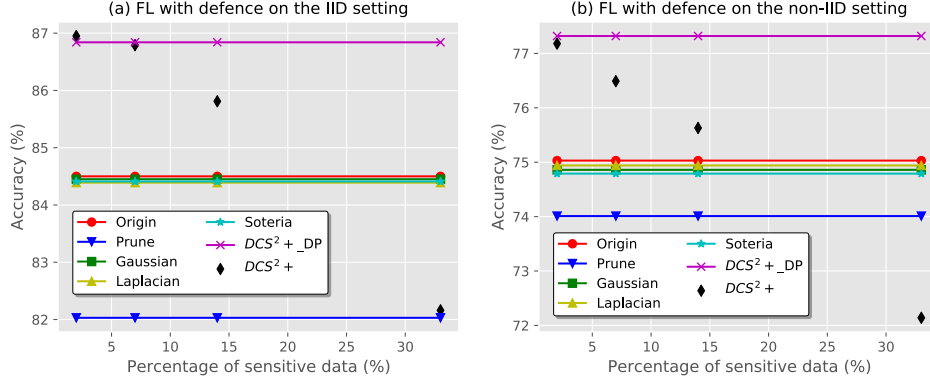 (a) FL with defence on the IID setting
87
86
85
84
83
82
Accuracy (%)
Origin
Prune
Gaussian
Laplacian
Soteria
DCS² +_DP
DCS² +
5 10 15 20 25 30
Percentage of sensitive data (%)
(b) FL with defence on the non-IID setting
77
76
75
74
73
72
Accuracy (%)
Origin
Prune
Gaussian
Laplacian
Soteria
DCS² +_DP
DCS² +
5 10 15 20 25 30
Percentage of sensitive data (%)